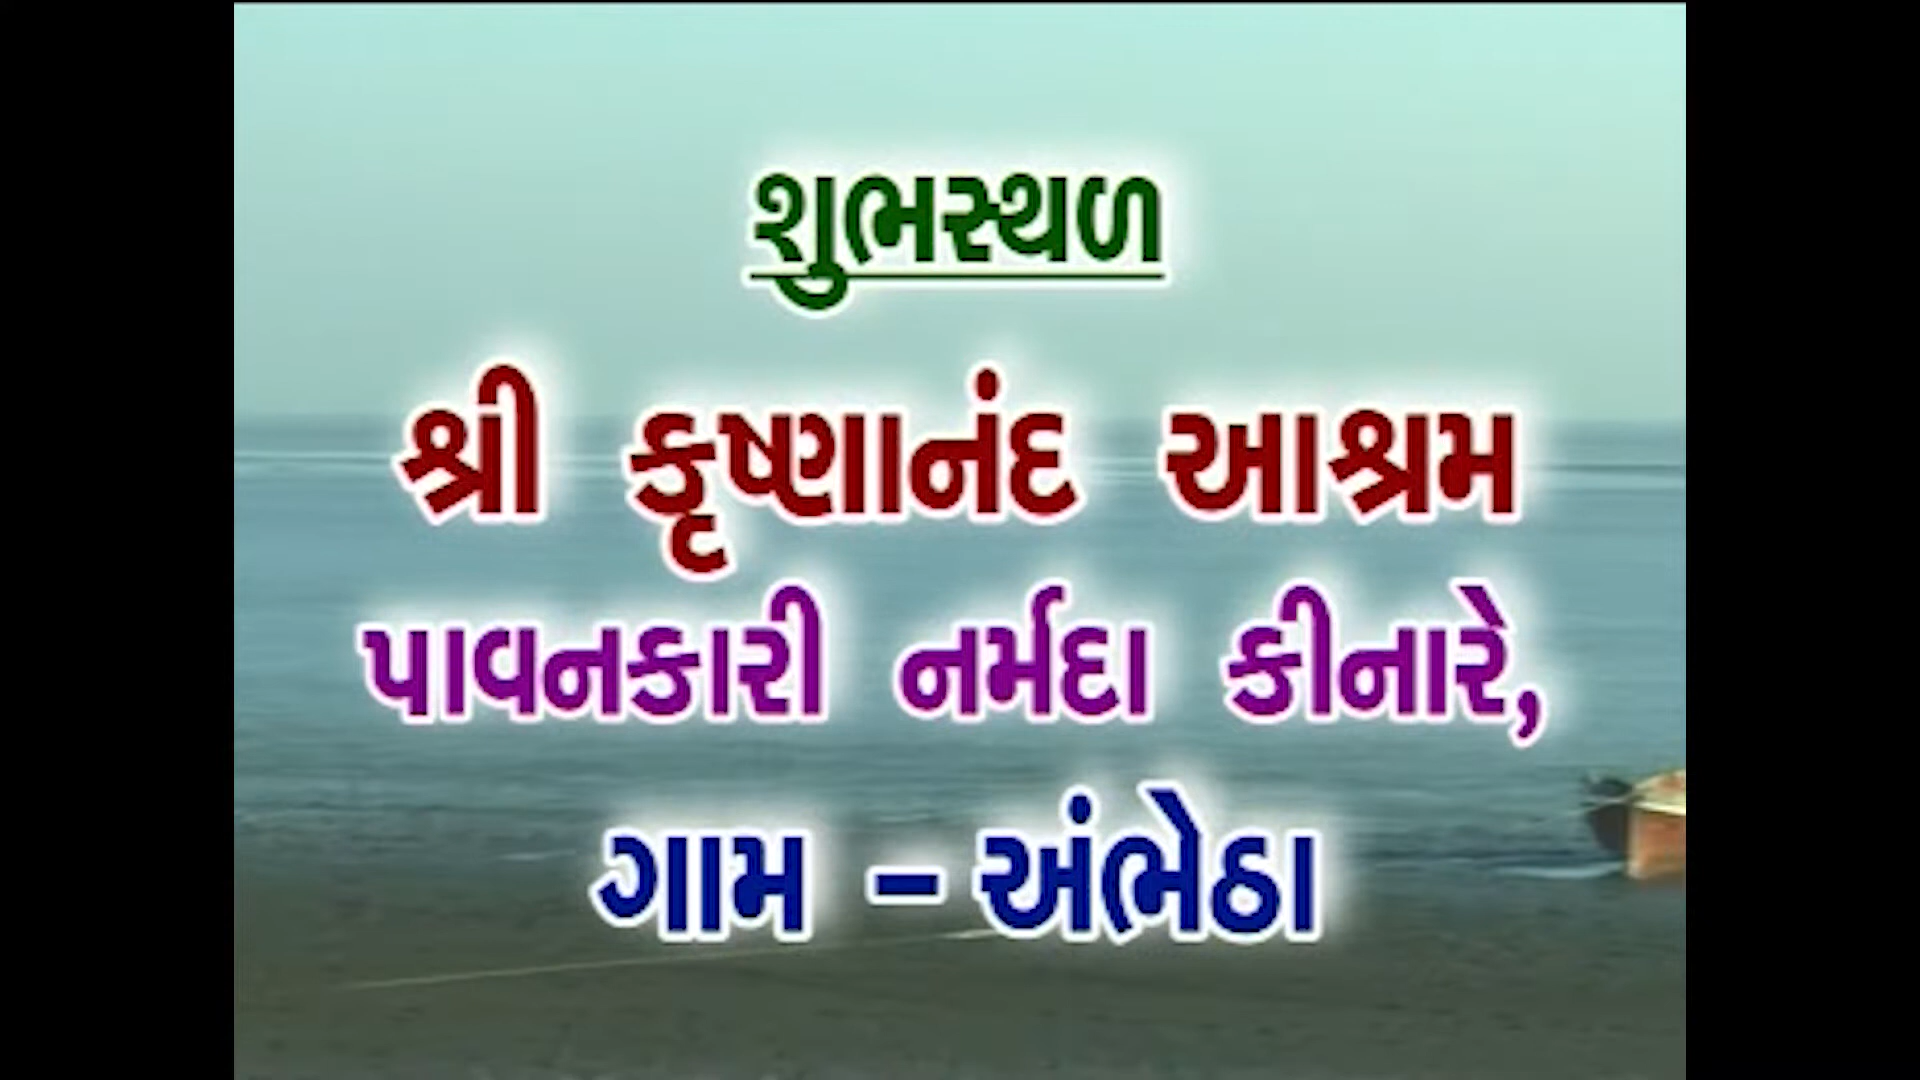 શુભસ્થળ
શ્રી કૃષ્ણાનંદ આશ્રમ
પાવનકારી નર્મદા કીનારે,
ગામ – અંભેઠા